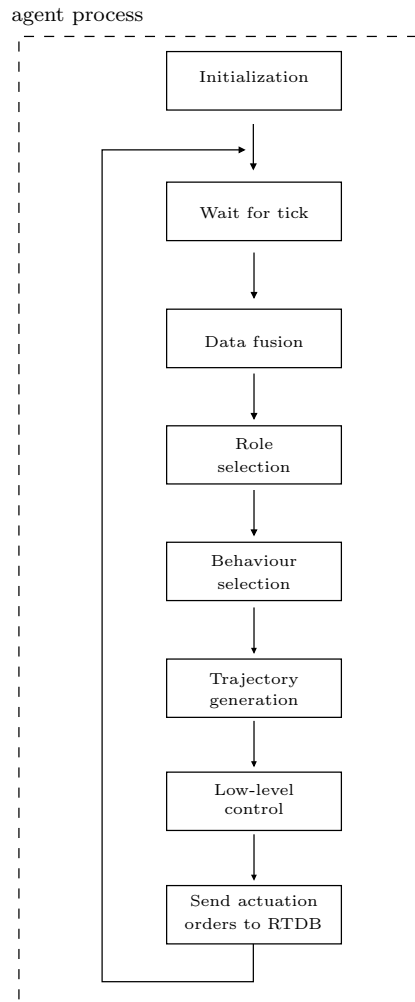 agent process
Initialization
Wait for tick
Data fusion
Role
selection
Behaviour
selection
Trajectory
generation
Low-level
control
Send actuation
orders to RTDB